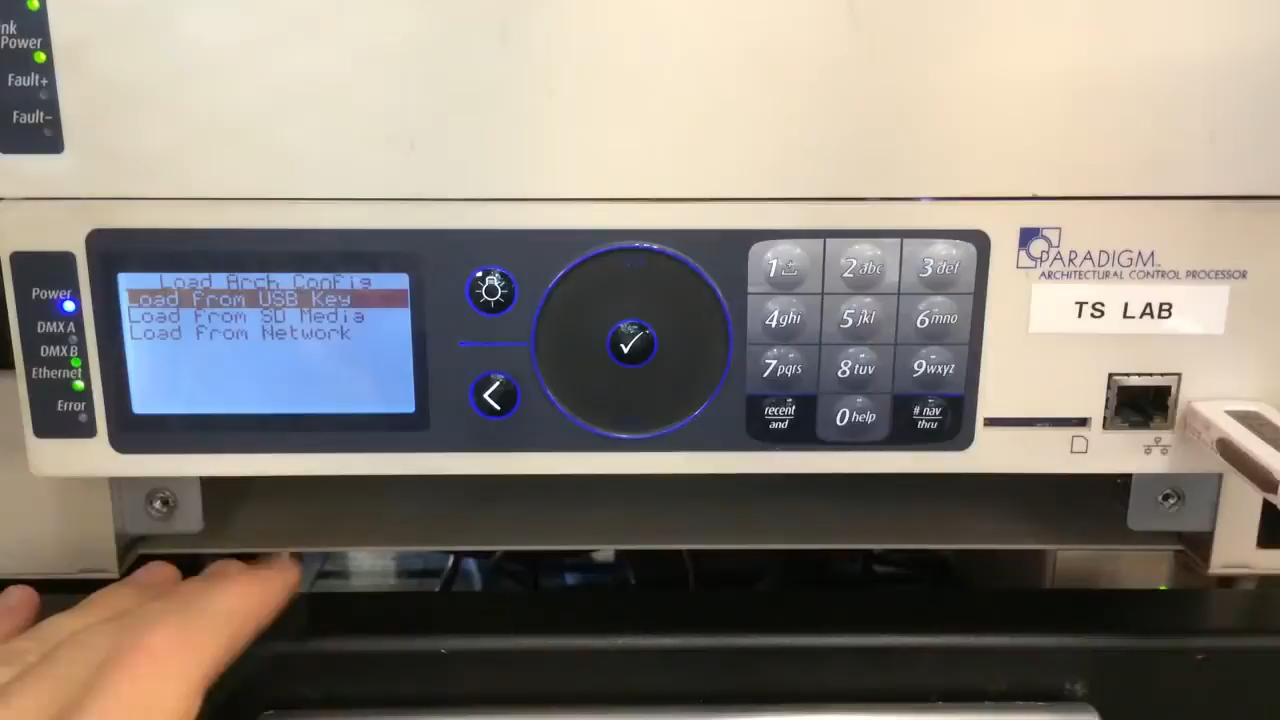 nk
Power
Fault+
Fault-
Power
DMX A
DMX B
Ethernet
Error
Load Arch Config
Load from USB Key
Load from SD Media
Load from Network
1
2abc
3def
4ghi
5jkl
6mno
7pqrs
8tuv
9wxyz
recent
and
0help
# nav
thru
PARADIGM™
ARCHITECTURAL CONTROL PROCESSOR
TS LAB